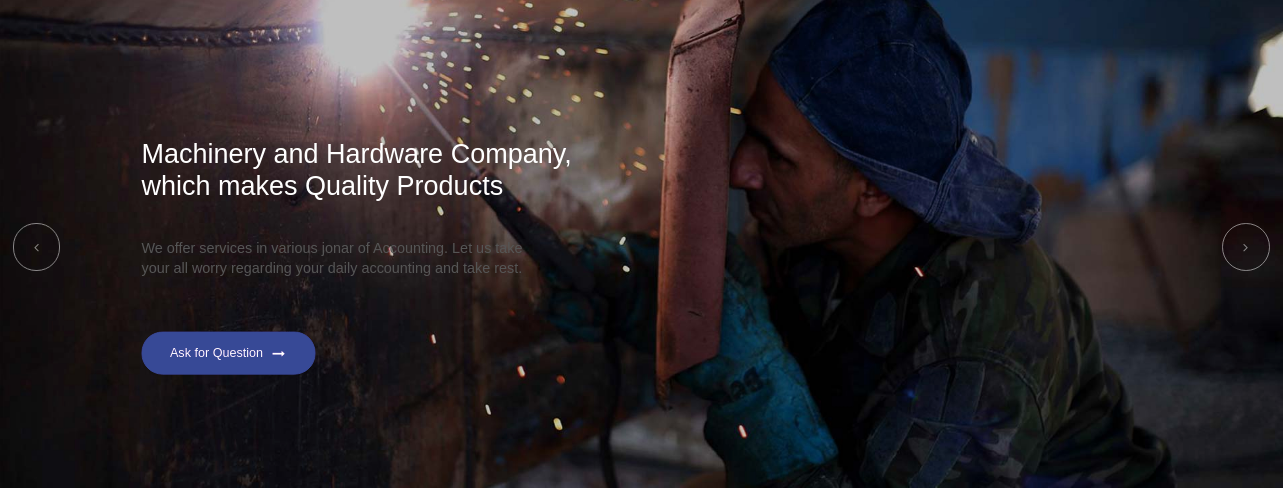 Machinery and Hardware Company,
which makes Quality Products
We offer services in various jonar of Accounting. Let us take
your all worry regarding your daily accounting and take rest.
Ask for Question